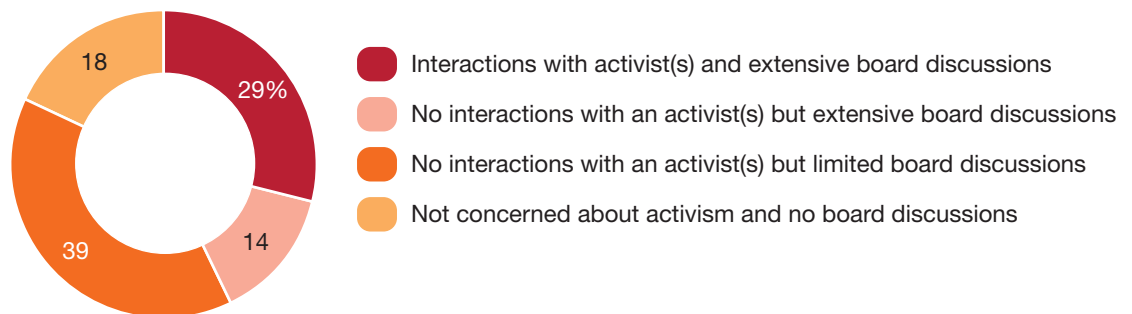 18
29%
39
14
Interactions with activist(s) and extensive board discussions
No interactions with an activist(s) but extensive board discussions
No interactions with an activist(s) but limited board discussions
Not concerned about activism and no board discussions